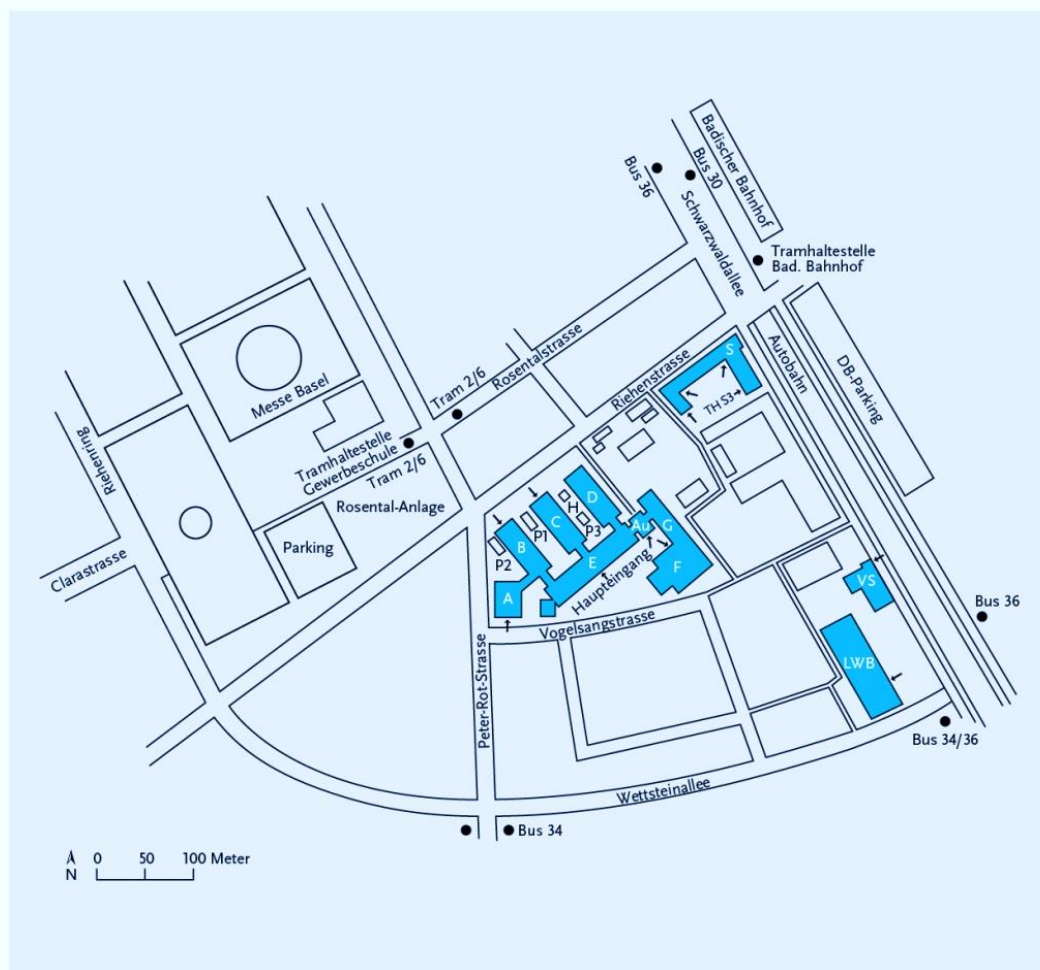 Badischer Bahnhof
Bus 30
Bus 36
Schwarzwaldallee
Tramhaltestelle
Bad. Bahnhof
Autobahn
DB-Parking
Rosentalstrasse
Tram 2/6
Riehenstrasse
S
TH S3
Messe Basel
Tramhaltestelle
Gewerbeschule
Tram 2/6
Riehenring
Rosental-Anlage
Parking
Clarastrasse
D
H
C
P1
P3
Au
G
B
P2
E
F
A
Haupteingang
Vogelsangstrasse
VS
Bus 36
LWB
Peter-Rot-Strasse
Bus 34/36
Wettsteinallee
Bus 34
0 50 100 Meter
N